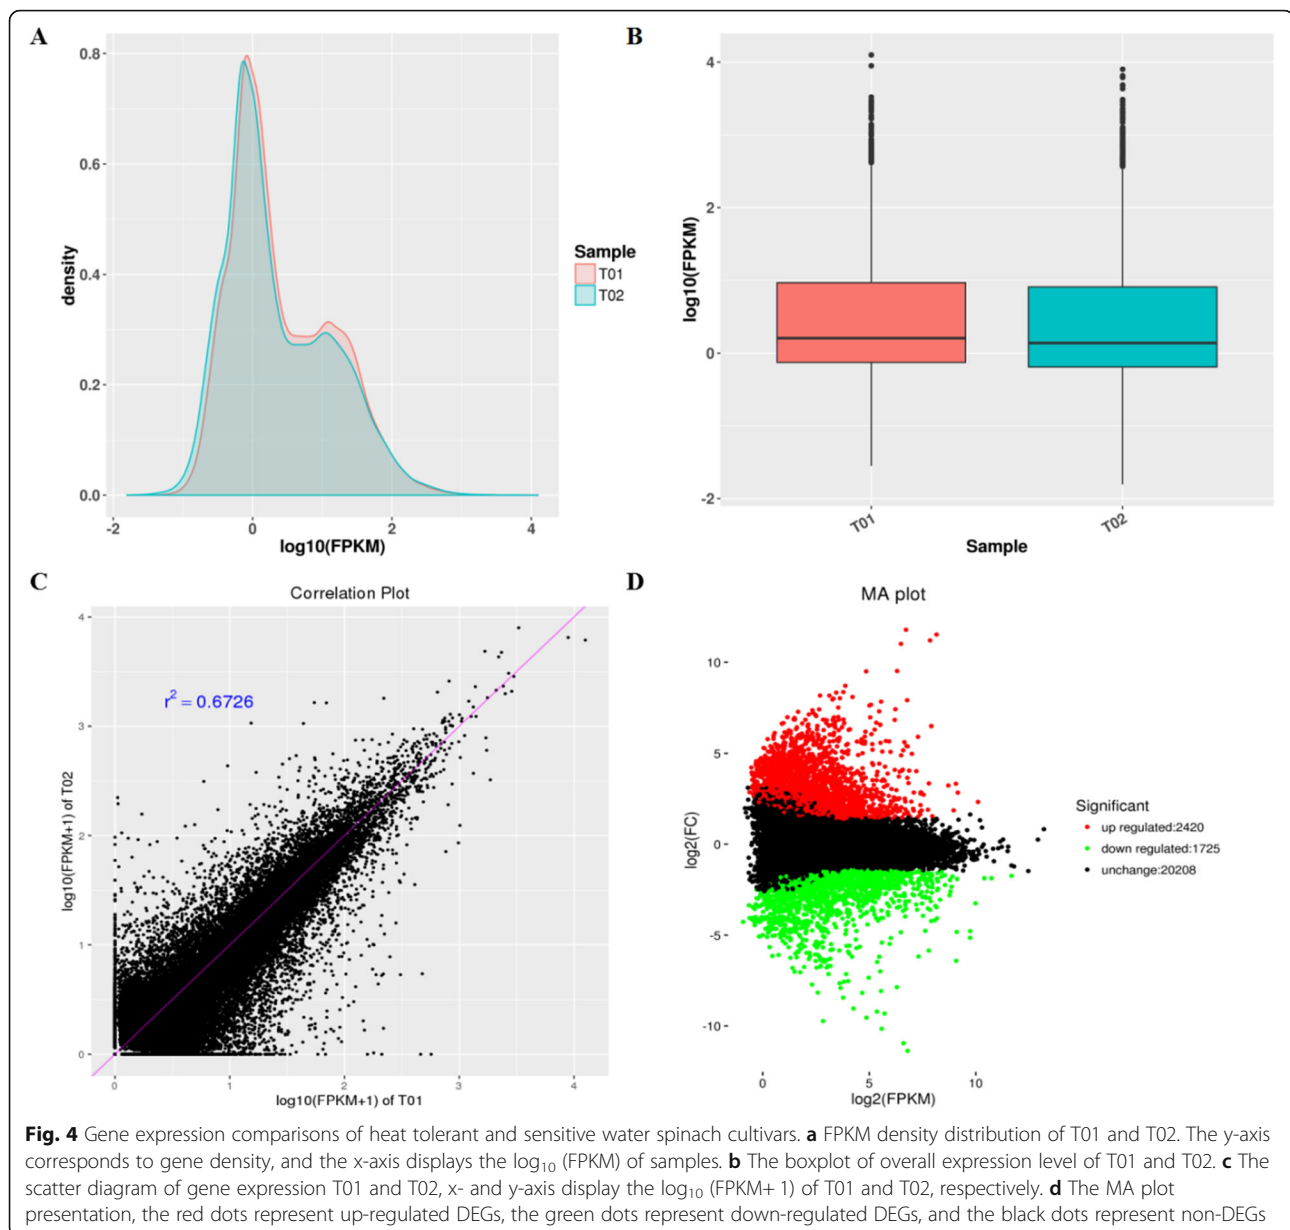 A
0.8
0.6
0.4
0.2
0.0
density
-2
0
2
4
log10(FPKM)
Sample
T01
T02
B
4
2
0
-2
log10(FPKM)
T01
T02
Sample
C
Correlation Plot
r² = 0.6726
4
3
2
1
0
log10(FPKM+1) of T02
0
1
2
3
4
log10(FPKM+1) of T01
D
MA plot
10
5
0
-5
-10
log2(FC)
0
5
10
log2(FPKM)
Significant
up regulated:2420
down regulated:1725
unchange:20208
Fig. 4 Gene expression comparisons of heat tolerant and sensitive water spinach cultivars. a FPKM density distribution of T01 and T02. The y-axis
corresponds to gene density, and the x-axis displays the log₁₀ (FPKM) of samples. b The boxplot of overall expression level of T01 and T02. c The
scatter diagram of gene expression T01 and T02, x- and y-axis display the log₁₀ (FPKM+ 1) of T01 and T02, respectively. d The MA plot
presentation, the red dots represent up-regulated DEGs, the green dots represent down-regulated DEGs, and the black dots represent non-DEGs